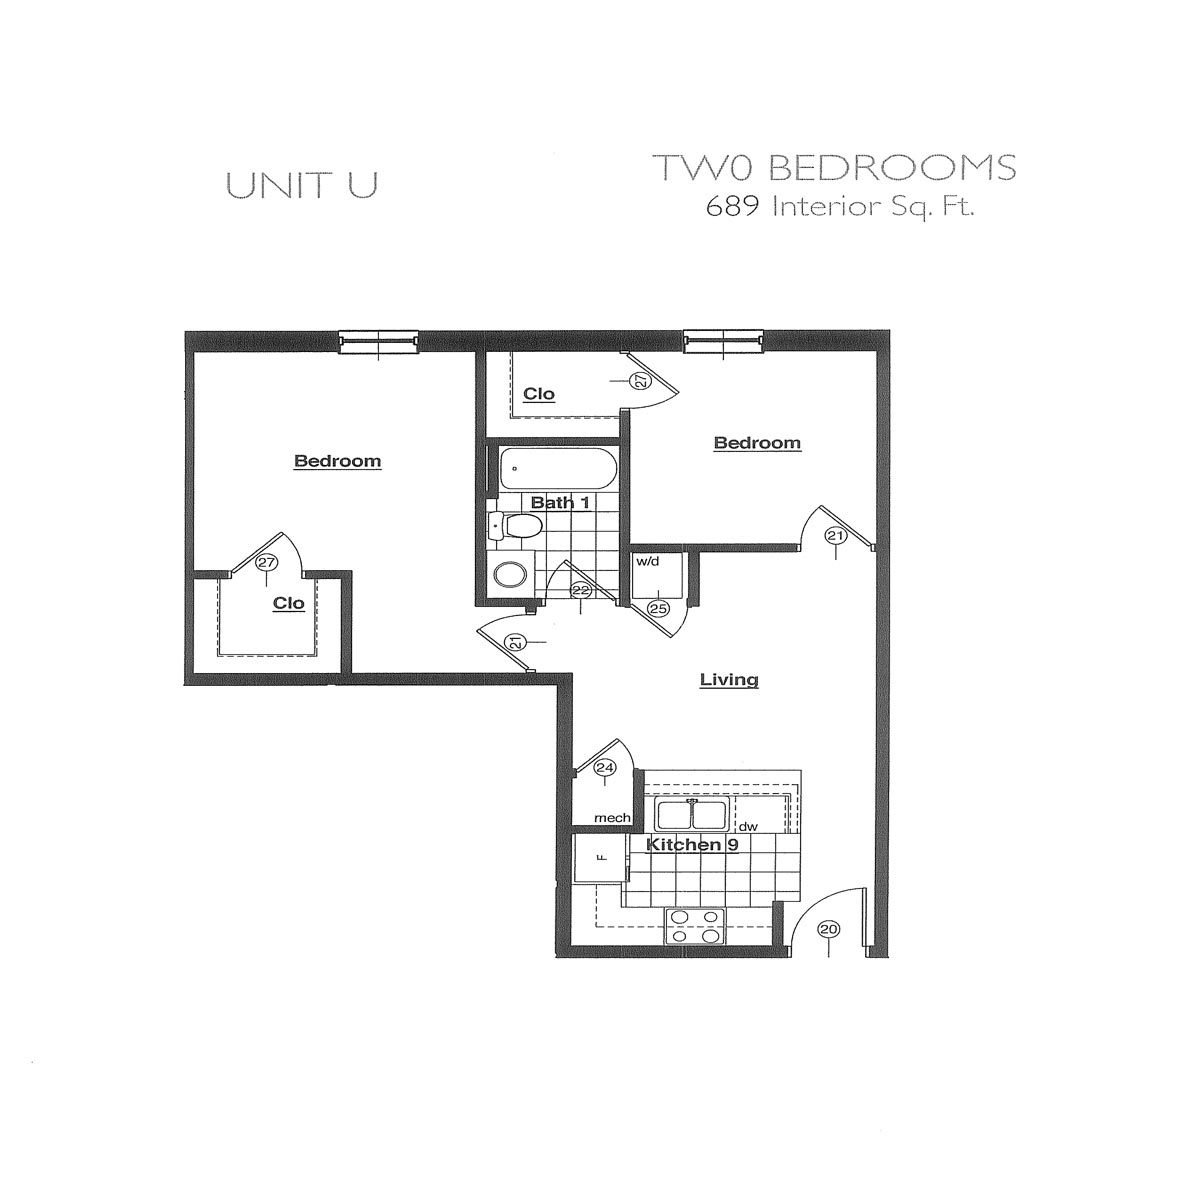 UNIT U
TW0 BEDROOMS
689 Interior Sq. Ft.
Clo
27
Bedroom
Bedroom
Bath 1
21
27
w/d
22
Clo
25
21
Living
24
mech
dw
Kitchen 9
F
20